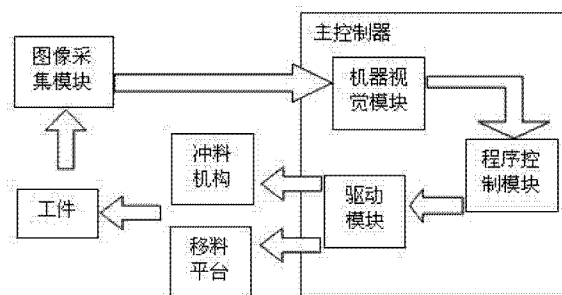 主控制器
图像采
集模块
机器视
觉模块
冲料
机构
程序控
制模块
驱动
模块
工件
移料
平台